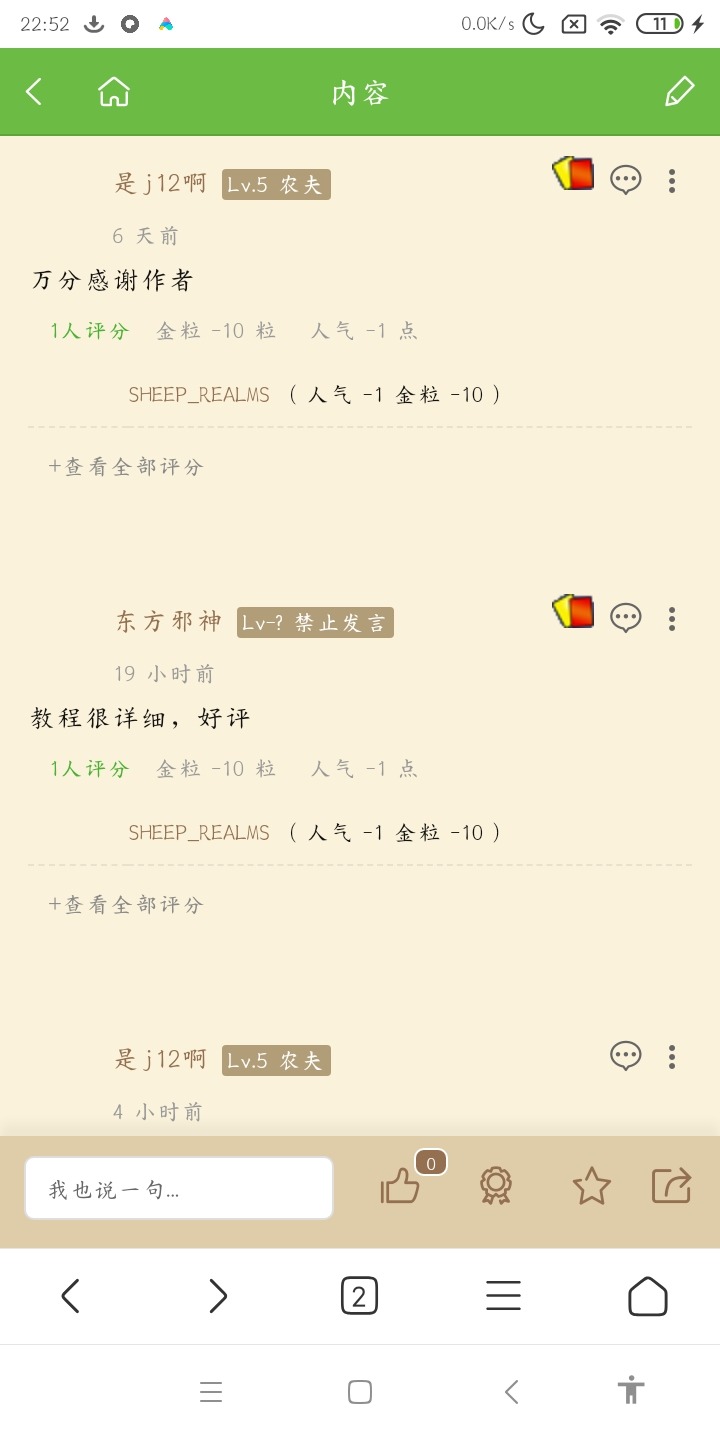 22:52 0.0K/s 11
内容
是j12啊 Lv.5 农夫
6 天前
万分感谢作者
1人评分 金粒 -10 粒 人气 -1 点
SHEEP_REALMS （ 人气 -1 金粒 -10 ）
+查看全部评分
东方邪神 Lv-? 禁止发言
19 小时前
教程很详细，好评
1人评分 金粒 -10 粒 人气 -1 点
SHEEP_REALMS （ 人气 -1 金粒 -10 ）
+查看全部评分
是j12啊 Lv.5 农夫
4 小时前
我也说一句… 0
2